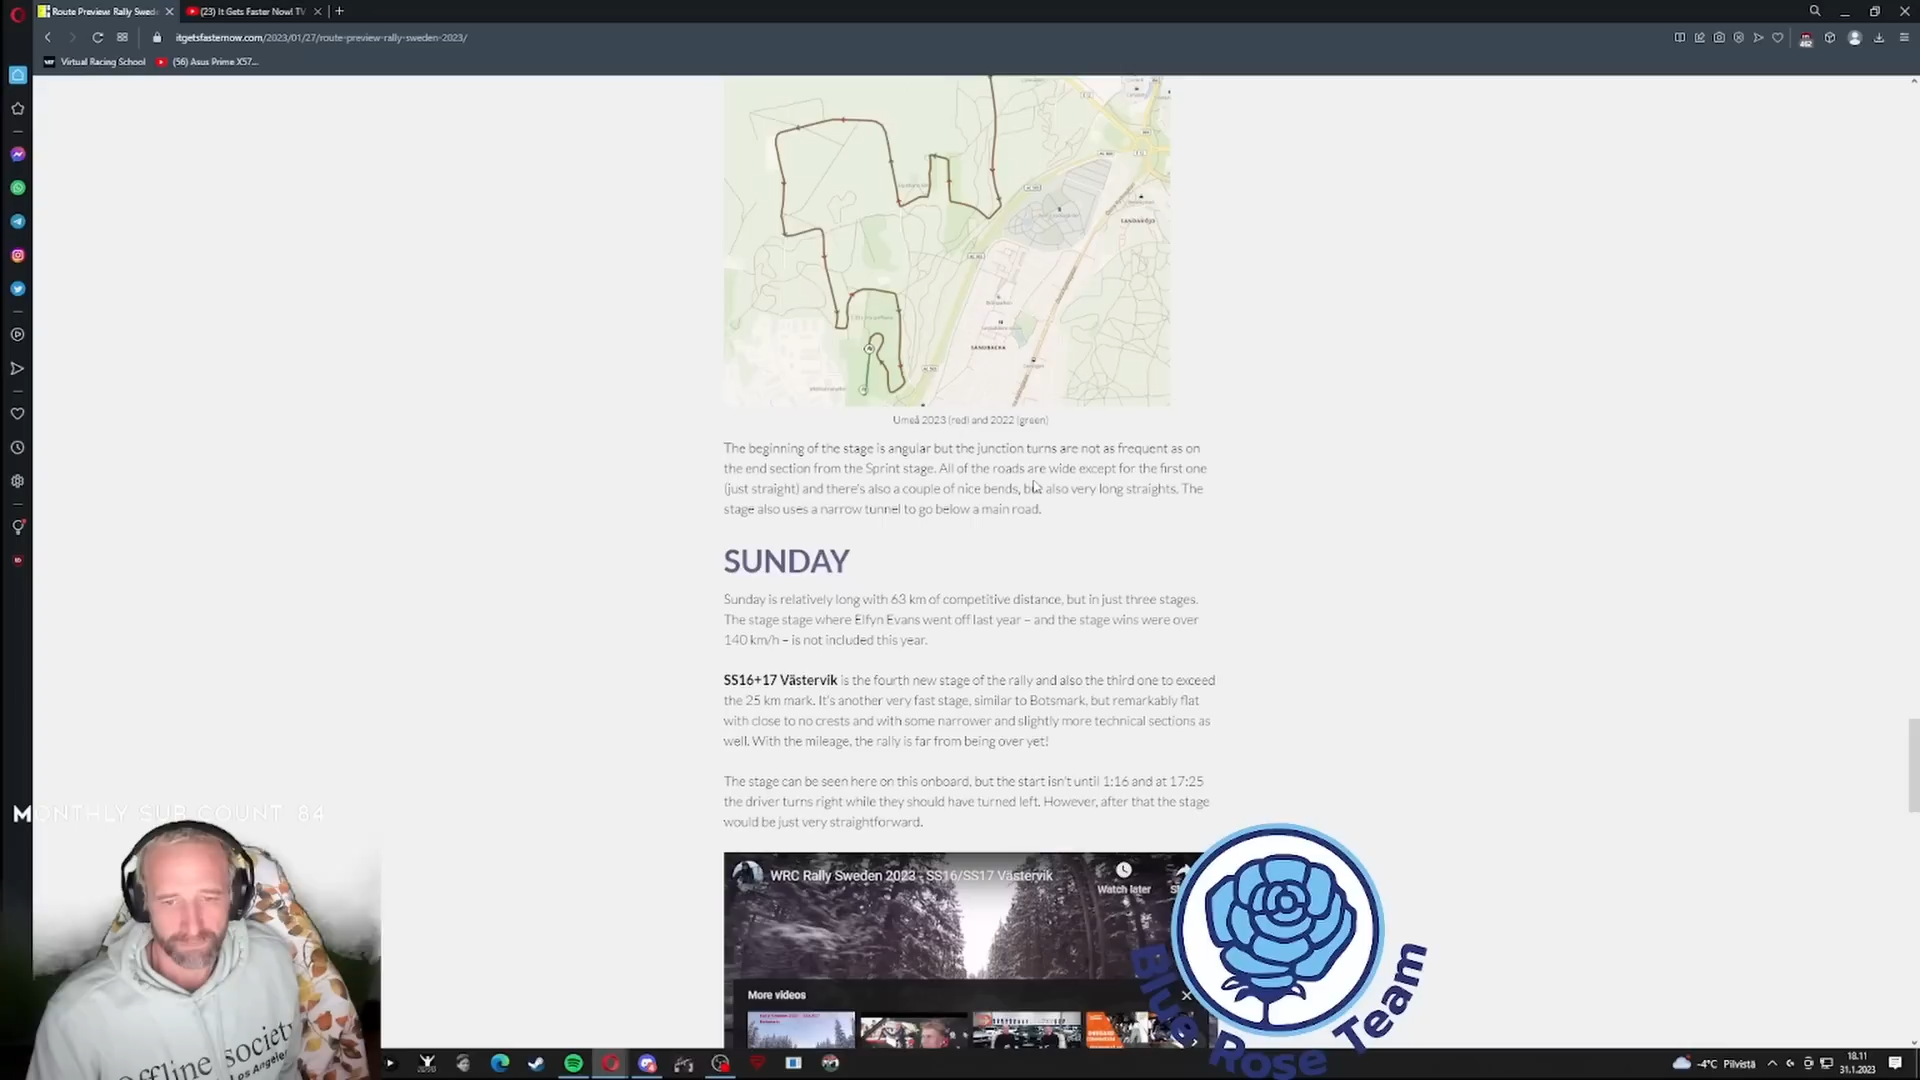 Route Preview: Rally Swed
(23) It Gets Faster Now! TV
itgetsfasternow.com/2023/01/27/route-preview-rally-sweden-2023/
462
Virtual Racing School
(56) Asus Prime X57...
SANDBACKA
Umeå 2023 (red) and 2022 (green)
The beginning of the stage is angular but the junction turns are not as frequent as on
the end section from the Sprint stage. All of the roads are wide except for the first one
(just straight) and there's also a couple of nice bends, but also very long straights. The
stage also uses a narrow tunnel to go below a main road.
SUNDAY
Sunday is relatively long with 63 km of competitive distance, but in just three stages.
The stage stage where Elfyn Evans went off last year – and the stage wins were over
140 km/h – is not included this year.
SS16+17 Västervik is the fourth new stage of the rally and also the third one to exceed
the 25 km mark. It's another very fast stage, similar to Botsmark, but remarkably flat
with close to no crests and with some narrower and slightly more technical sections as
well. With the mileage, the rally is far from being over yet!
The stage can be seen here on this onboard, but the start isn't until 1:16 and at 17:25
the driver turns right while they should have turned left. However, after that the stage
would be just very straightforward.
MONTHLY SUB COUNT 84
WRC Rally Sweden 2023 - SS16/SS17 Västervik
Watch later
More videos
Blue Rose Team
offline society
Los Angeles
-4°C Pilvistä
18.11
31.1.2023